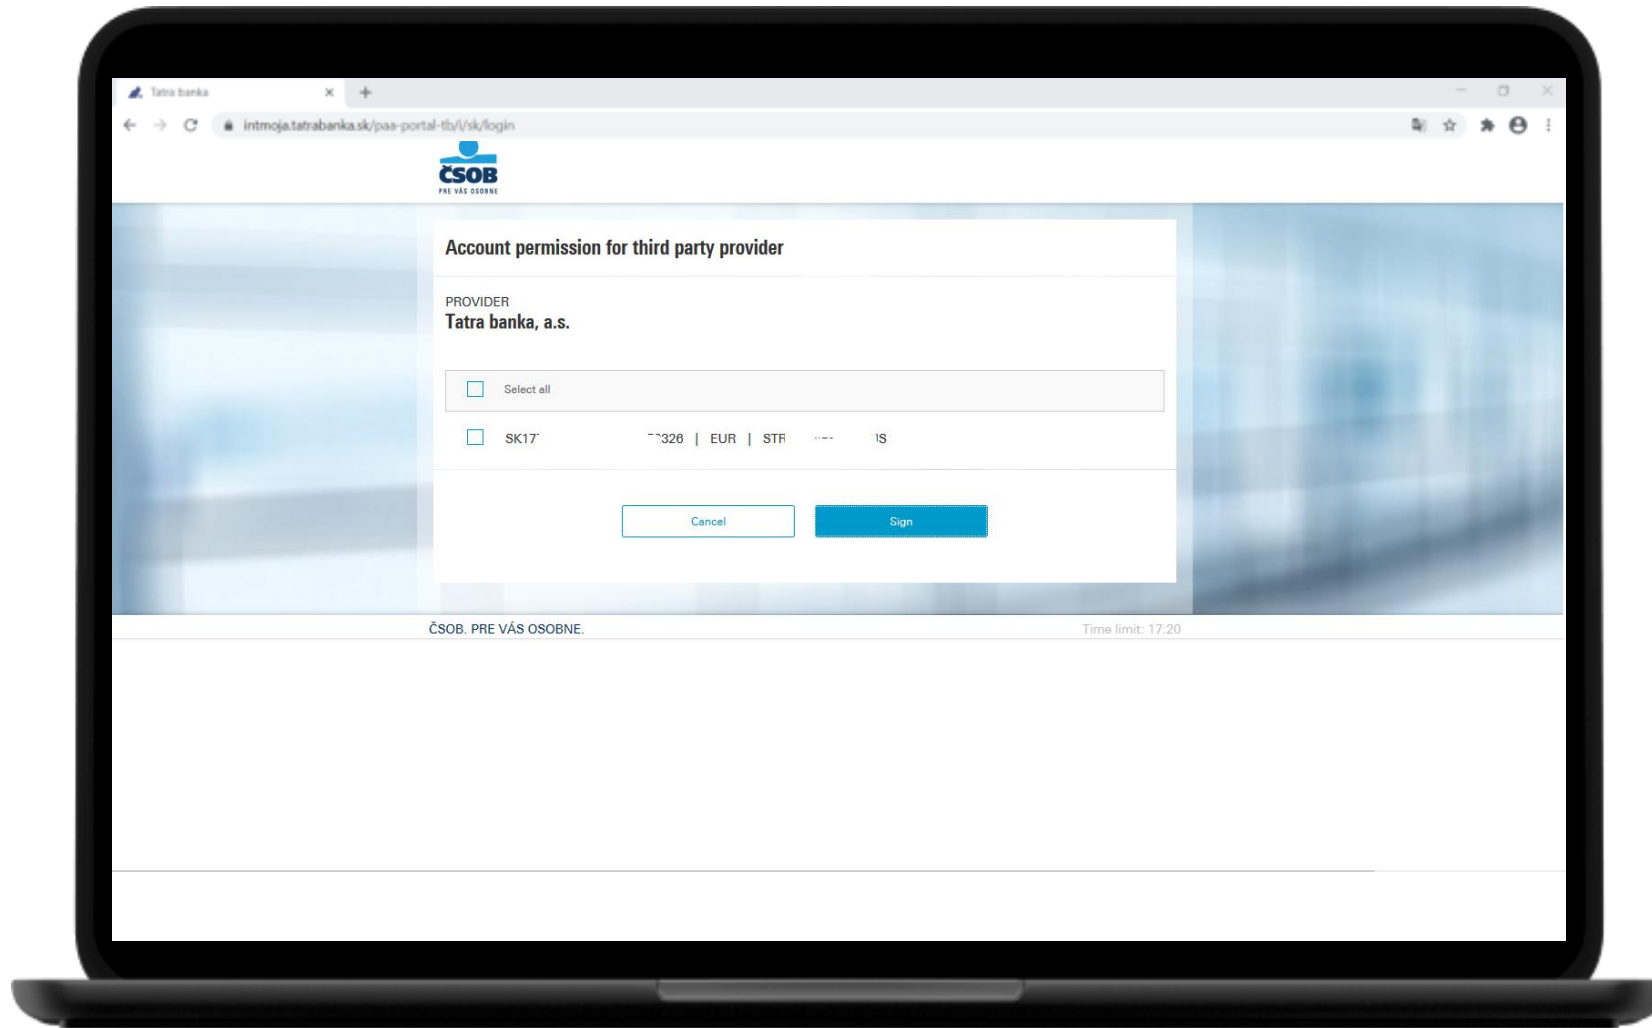 Tatra banka
intmoja.tatrabanka.sk/paa-portal-tb/i/sk/login
ČSOB
PRE VÁS OSOBNE
Account permission for third party provider
PROVIDER
Tatra banka, a.s.
Select all
SK17 326 | EUR | STR
Cancel Sign
ČSOB. PRE VÁS OSOBNE. Time limit: 17:20